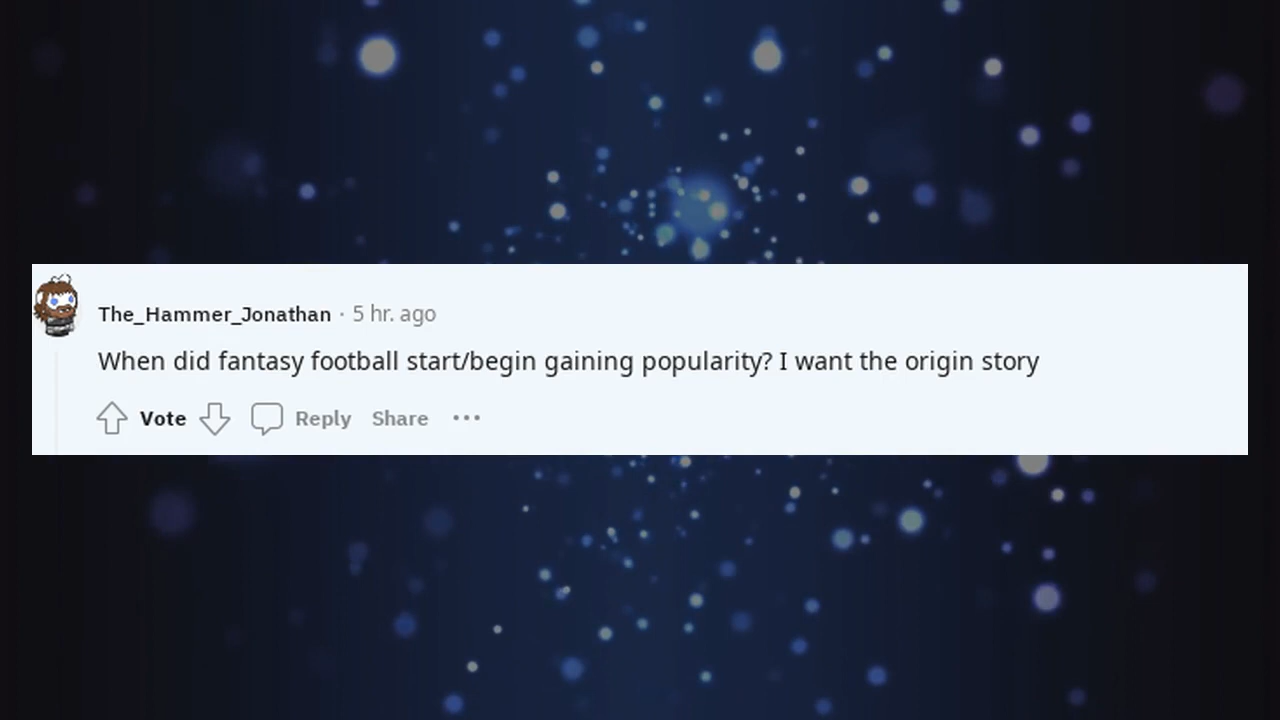 The_Hammer_Jonathan · 5 hr. ago
When did fantasy football start/begin gaining popularity? I want the origin story
Vote Reply Share ···